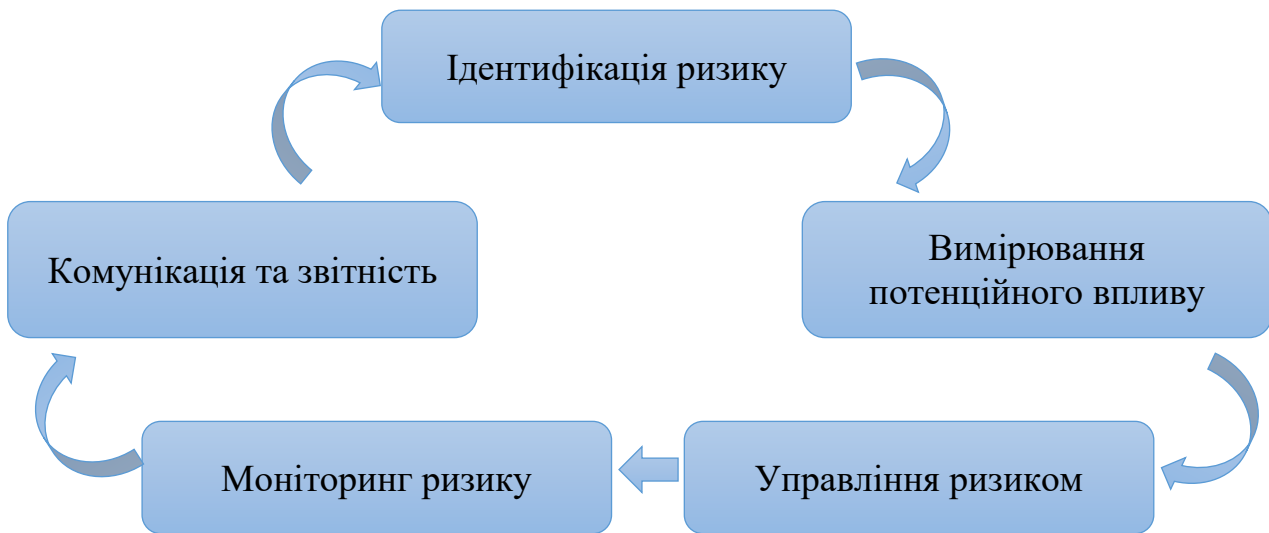 Ідентифікація ризику
Вимірювання
потенційного впливу
Управління ризиком
Моніторинг ризику
Комунікація та звітність